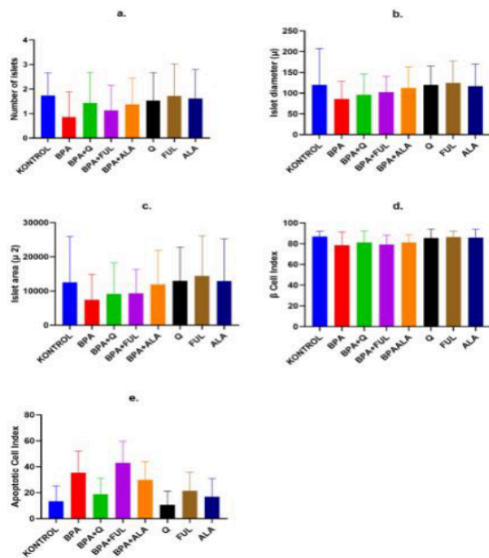 a.
Number of islets
4
3
2
1
0
KONTROL
BPA
BPA+Q
BPA+FUL
BPA+ALA
Q
FUL
ALA
b.
Islet diameter (μ)
250
200
150
100
50
0
KONTROL
BPA
BPA+Q
BPA+FUL
BPA+ALA
Q
FUL
ALA
c.
Islet area (μ 2)
30000
20000
10000
0
KONTROL
BPA
BPA+Q
BPA+FUL
BPA+ALA
Q
FUL
ALA
d.
β Cell Index
100
80
60
40
20
0
KONTROL
BPA
BPA+Q
BPA+FUL
BPAALA
Q
FUL
ALA
e.
Apoptotic Cell Index
80
60
40
20
0
KONTROL
BPA
BPA+Q
BPA+FUL
BPA+ALA
Q
FUL
ALA